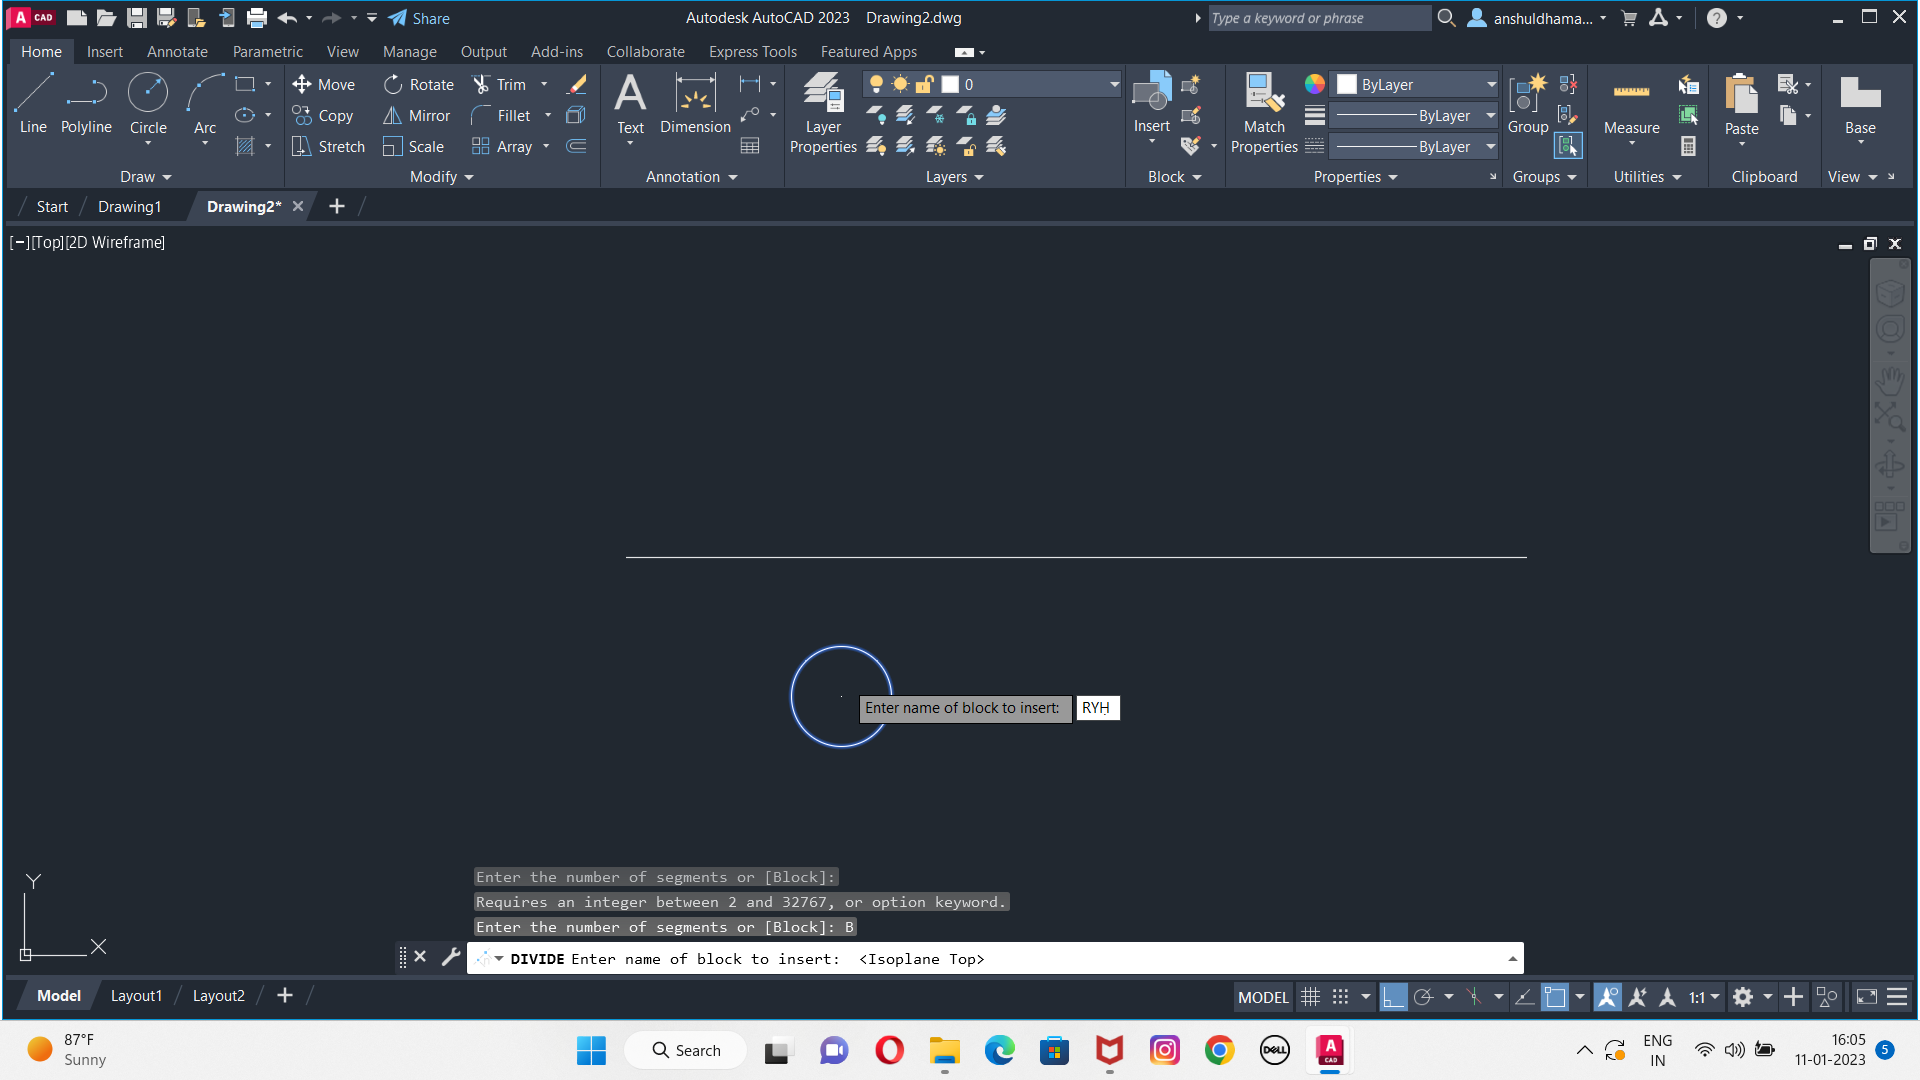 A CAD
Share
Autodesk AutoCAD 2023 Drawing2.dwg
Type a keyword or phrase
anshuldhama...
Home Insert Annotate Parametric View Manage Output Add-ins Collaborate Express Tools Featured Apps
Line Polyline Circle Arc
Move Rotate Trim
Copy Mirror Fillet
Stretch Scale Array
Text Dimension
Layer Properties
0
Insert
Match Properties
ByLayer
ByLayer
ByLayer
Group
Measure
Paste
Base
Draw Modify Annotation Layers Block Properties Groups Utilities Clipboard View
Start Drawing1 Drawing2*
[−][Top][2D Wireframe]
Enter name of block to insert: RYH
Y
X
Enter the number of segments or [Block]:
Requires an integer between 2 and 32767, or option keyword.
Enter the number of segments or [Block]: B
DIVIDE Enter name of block to insert: <Isoplane Top>
Model Layout1 Layout2
MODEL
1:1
87°F
Sunny
Search
DELL
A CAD
ENG
IN
16:05
11-01-2023
5